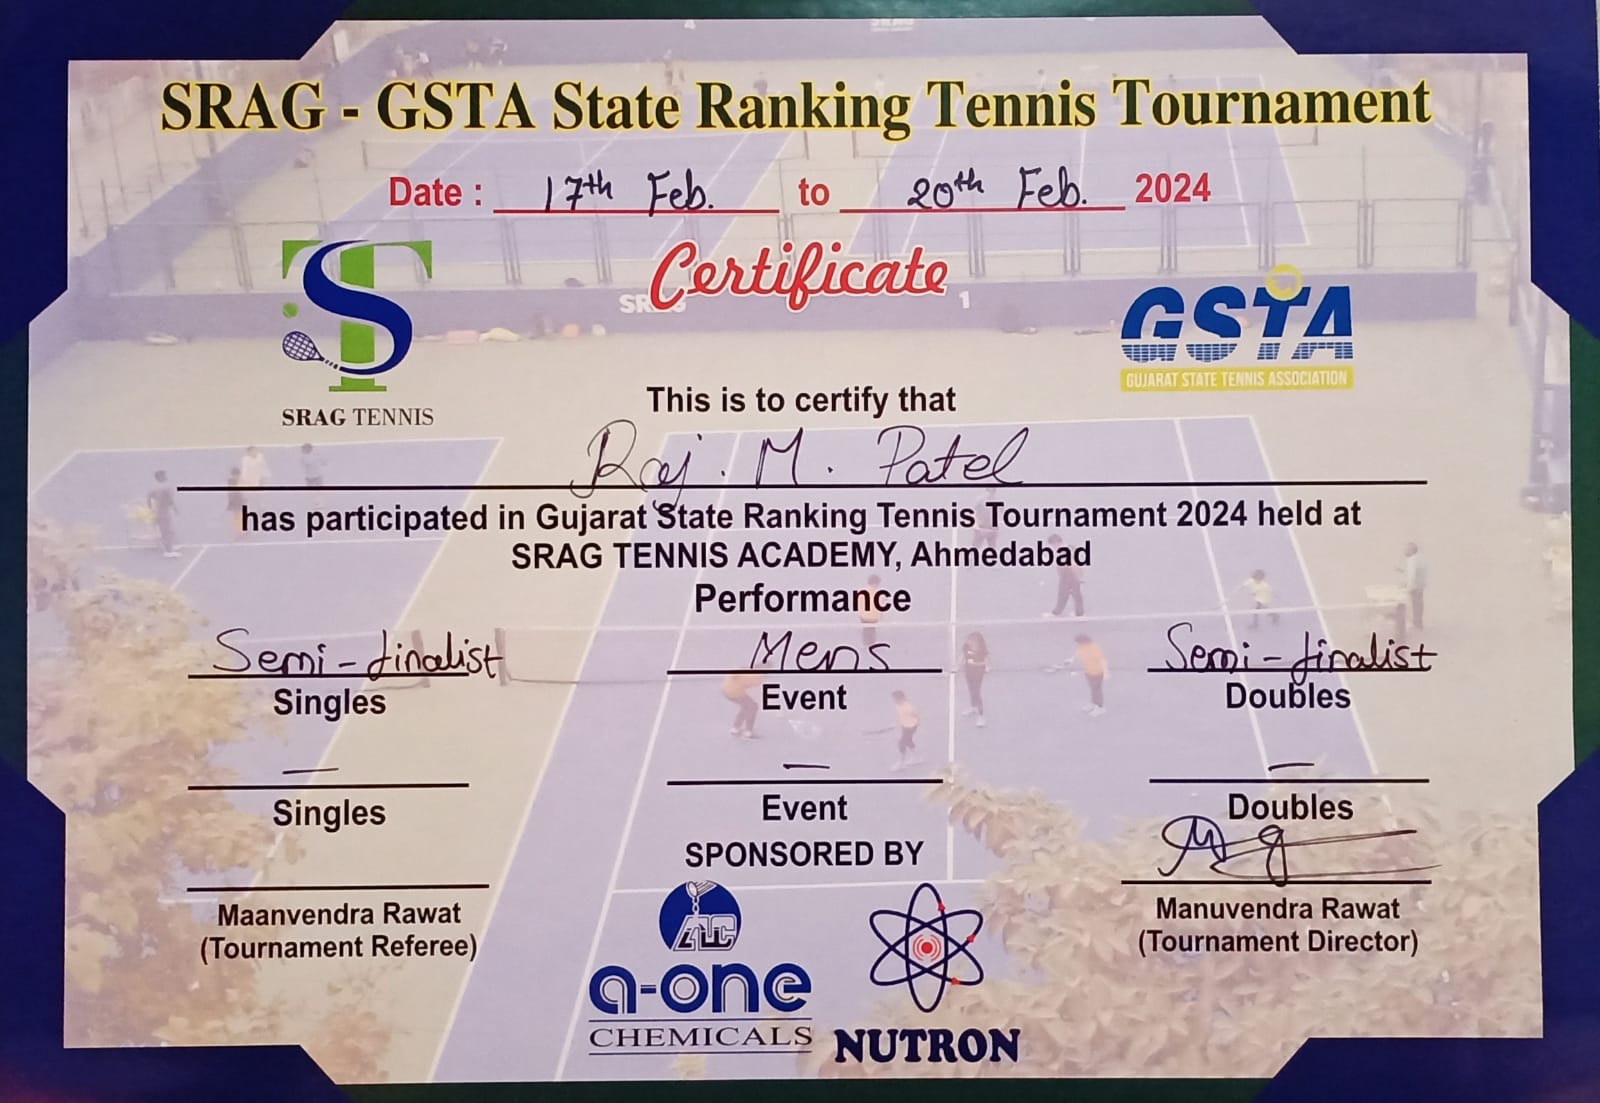 SRAG - GSTA State Ranking Tennis Tournament
Date : 17th Feb. to 20th Feb. 2024
Certificate
SRAG TENNIS
GSTA
GUJARAT STATE TENNIS ASSOCIATION
This is to certify that
Raj. M. Patel
has participated in Gujarat State Ranking Tennis Tournament 2024 held at
SRAG TENNIS ACADEMY, Ahmedabad
Performance
Semi-finalist Mens Semi-finalist
Singles Event Doubles
— — —
Singles Event Doubles
SPONSORED BY
Maanvendra Rawat
(Tournament Referee)
a-one
CHEMICALS
NUTRON
Manuvendra Rawat
(Tournament Director)